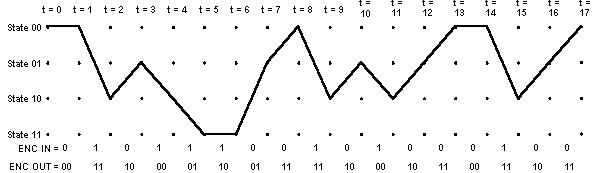 t = 0 t = 1 t = 2 t = 3 t = 4 t = 5 t = 6 t = 7 t = 8 t = 9 t = 10 t = 11 t = 12 t = 13 t = 14 t = 15 t = 16 t = 17
State 00
State 01
State 10
State 11
ENC IN = 0 1 0 1 1 1 0 0 1 0 1 0 0 0 1 0 0
ENC OUT = 00 11 10 00 01 10 01 11 11 10 00 10 11 00 11 10 11